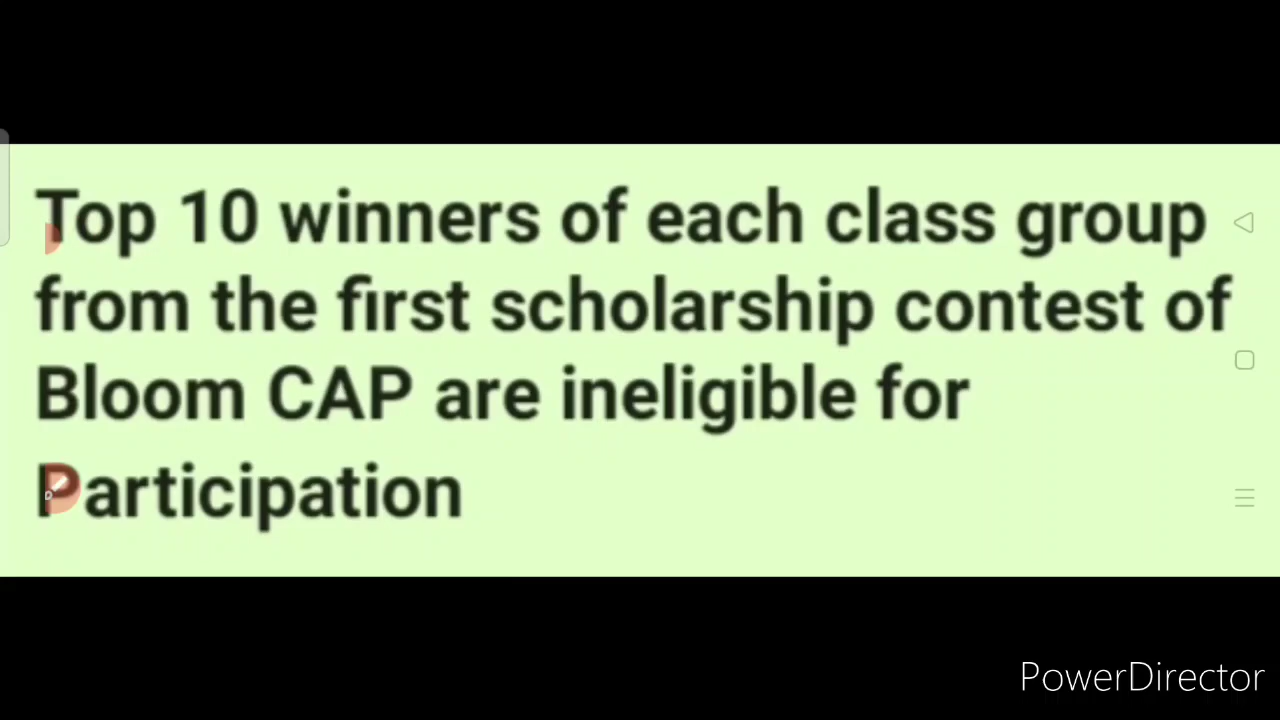 Top 10 winners of each class group
from the first scholarship contest of
Bloom CAP are ineligible for
Participation
PowerDirector